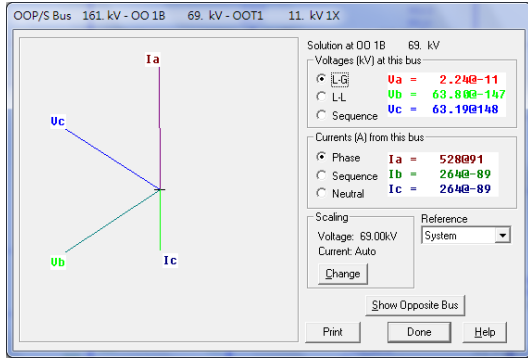 OOP/S Bus 161. kV - OO 1B 69. kV - OOT1 11. kV 1X
Ia
Vc
Vb
Ic
Solution at OO 1B 69. kV
Voltages (kV) at this bus
L-G
L-L
Sequence
Va = 2.24@-11
Vb = 63.80@-147
Vc = 63.19@148
Currents (A) from this bus
Phase
Sequence
Neutral
Ia = 528@91
Ib = 264@-89
Ic = 264@-89
Scaling
Voltage: 69.00kV
Current: Auto
Change
Reference
System
Show Opposite Bus
Print
Done
Help